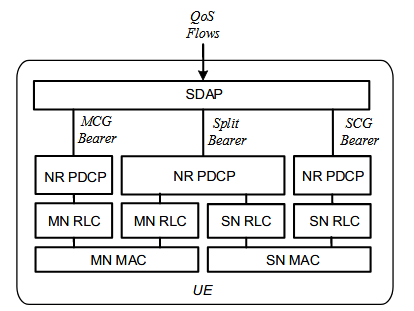 QoS
Flows
SDAP
MCG
Bearer
Split
Bearer
SCG
Bearer
NR PDCP
NR PDCP
NR PDCP
MN RLC
MN RLC
SN RLC
SN RLC
MN MAC
SN MAC
UE